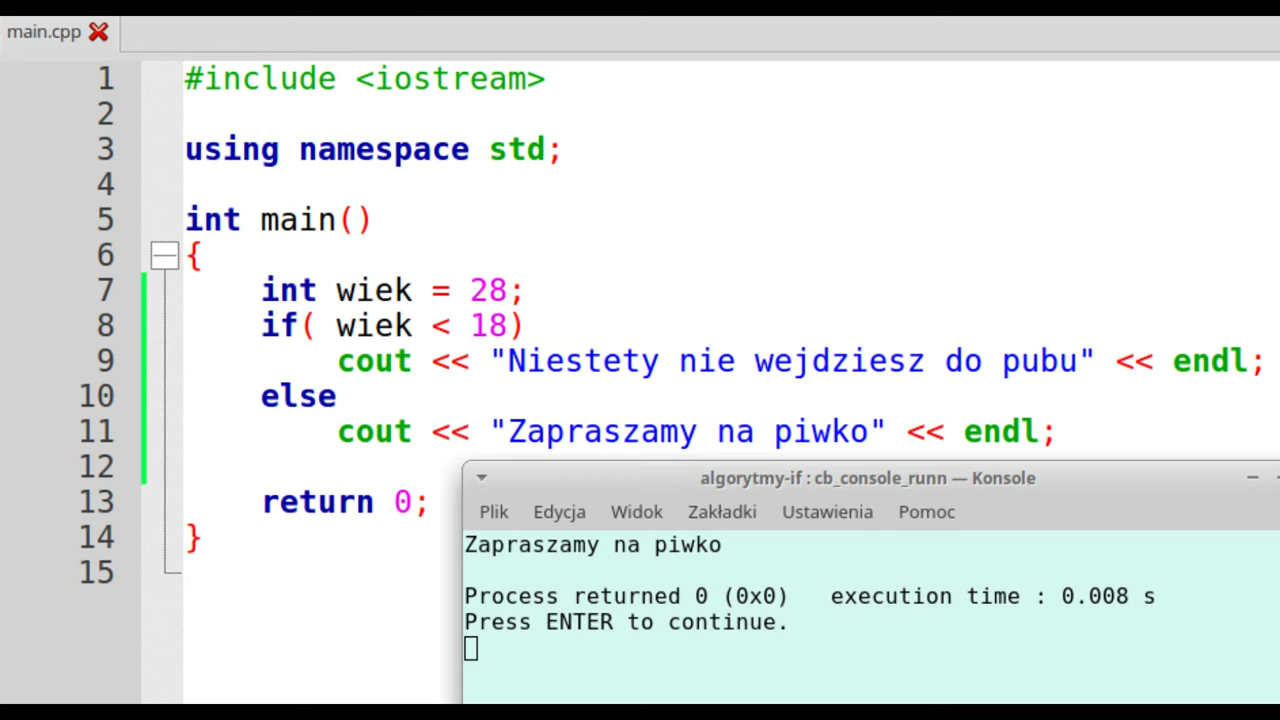 main.cpp
1 #include <iostream>
2
3 using namespace std;
4
5 int main()
6 {
7 int wiek = 28;
8 if( wiek < 18)
9 cout << "Niestety nie wejdziesz do pubu" << endl;
10 else
11 cout << "Zapraszamy na piwko" << endl;
12
13 return 0;
14 }
15
algorytmy-if : cb_console_runn — Konsole
Plik Edycja Widok Zakładki Ustawienia Pomoc
Zapraszamy na piwko
Process returned 0 (0x0) execution time : 0.008 s
Press ENTER to continue.